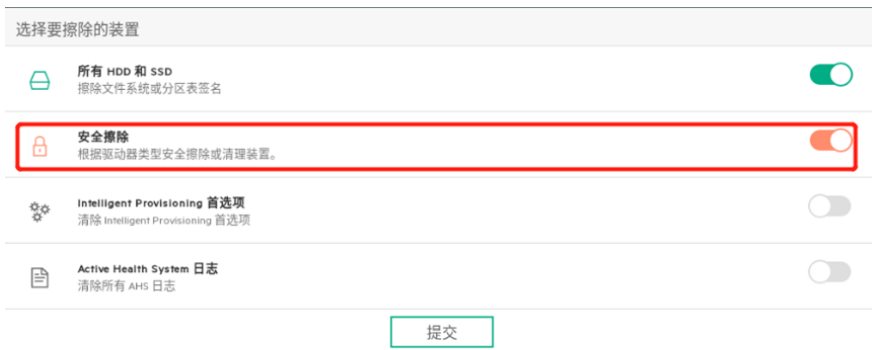 选择要擦除的装置
所有 HDD 和 SSD
擦除文件系统或分区表签名
安全擦除
根据驱动器类型安全擦除或清理装置。
Intelligent Provisioning 首选项
清除 Intelligent Provisioning 首选项
Active Health System 日志
清除所有 AHS 日志
提交